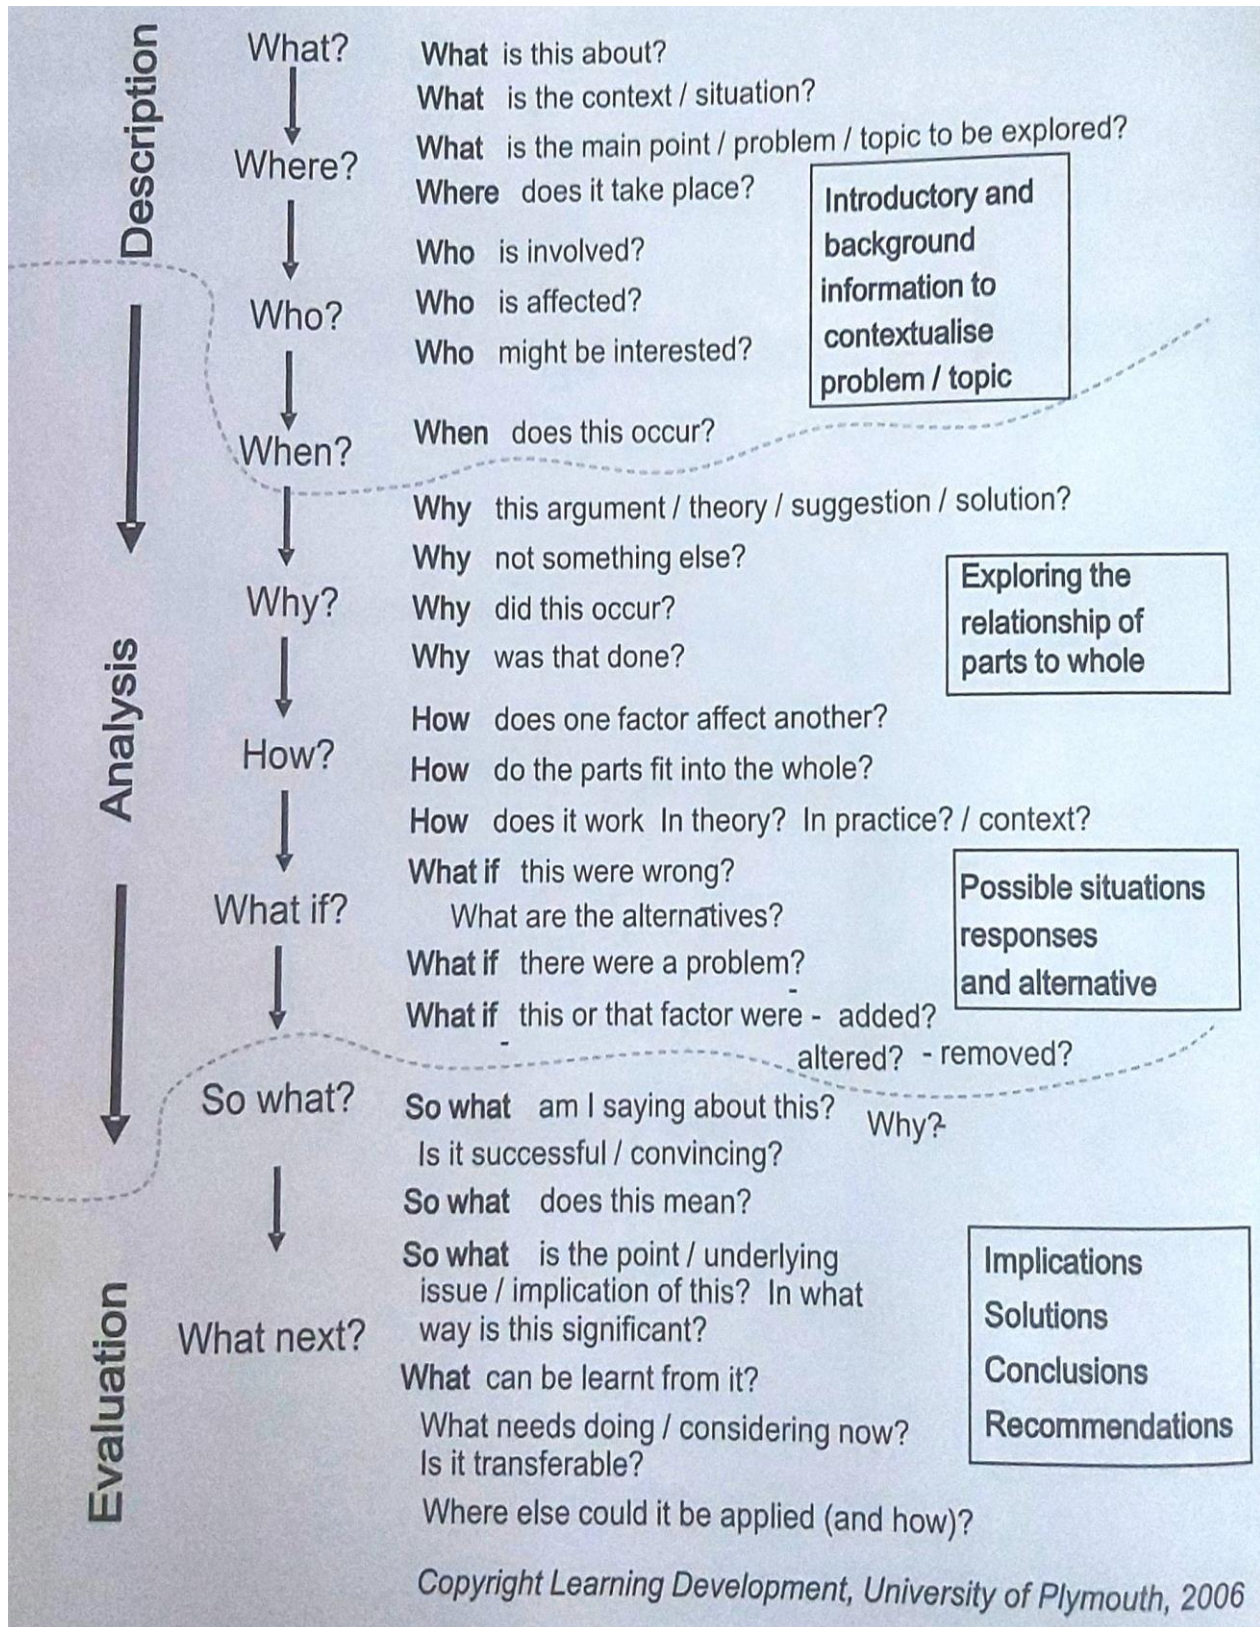 Description
What?
What is this about?
What is the context / situation?
What is the main point / problem / topic to be explored?
Where?
Where does it take place?
Introductory and
background
information to
contextualise
problem / topic
Who is involved?
Who?
Who is affected?
Who might be interested?
When?
When does this occur?
Analysis
Why this argument / theory / suggestion / solution?
Why not something else?
Why?
Why did this occur?
Why was that done?
Exploring the
relationship of
parts to whole
How does one factor affect another?
How?
How do the parts fit into the whole?
How does it work In theory? In practice? / context?
What if this were wrong?
What if?
What are the alternatives?
What if there were a problem?
What if this or that factor were - added?
altered? - removed?
Possible situations
responses
and alternative
Evaluation
So what?
So what am I saying about this? Why?
Is it successful / convincing?
So what does this mean?
So what is the point / underlying
issue / implication of this? In what
way is this significant?
What next?
What can be learnt from it?
What needs doing / considering now?
Is it transferable?
Where else could it be applied (and how)?
Implications
Solutions
Conclusions
Recommendations
Copyright Learning Development, University of Plymouth, 2006